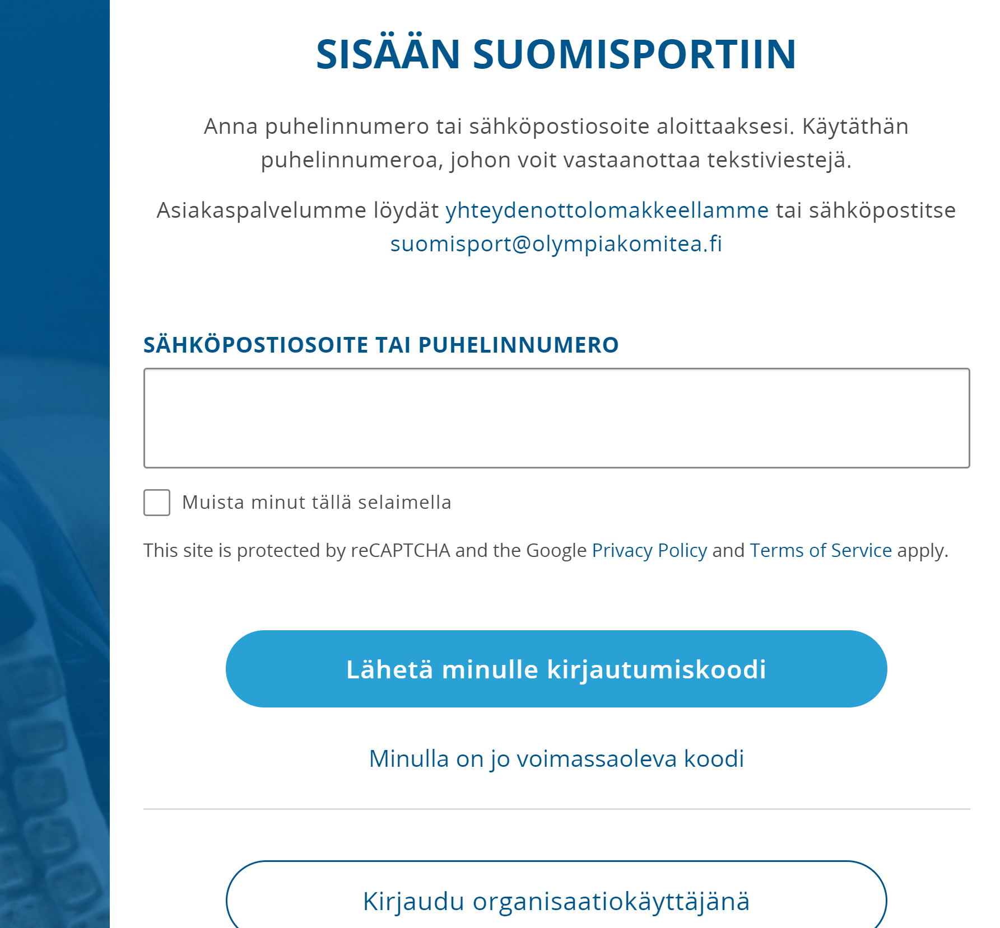 SISÄÄN SUOMISPORTIIN
Anna puhelinnumero tai sähköpostiosoite aloittaaksesi. Käytäthän
puhelinnumeroa, johon voit vastaanottaa tekstiviestejä.
Asiakaspalvelumme löydät yhteydenottolomakkeellamme tai sähköpostitse
suomisport@olympiakomitea.fi
SÄHKÖPOSTIOSOITE TAI PUHELINNUMERO
Muista minut tällä selaimella
This site is protected by reCAPTCHA and the Google Privacy Policy and Terms of Service apply.
Lähetä minulle kirjautumiskoodi
Minulla on jo voimassaoleva koodi
Kirjaudu organisaatiokäyttäjänä